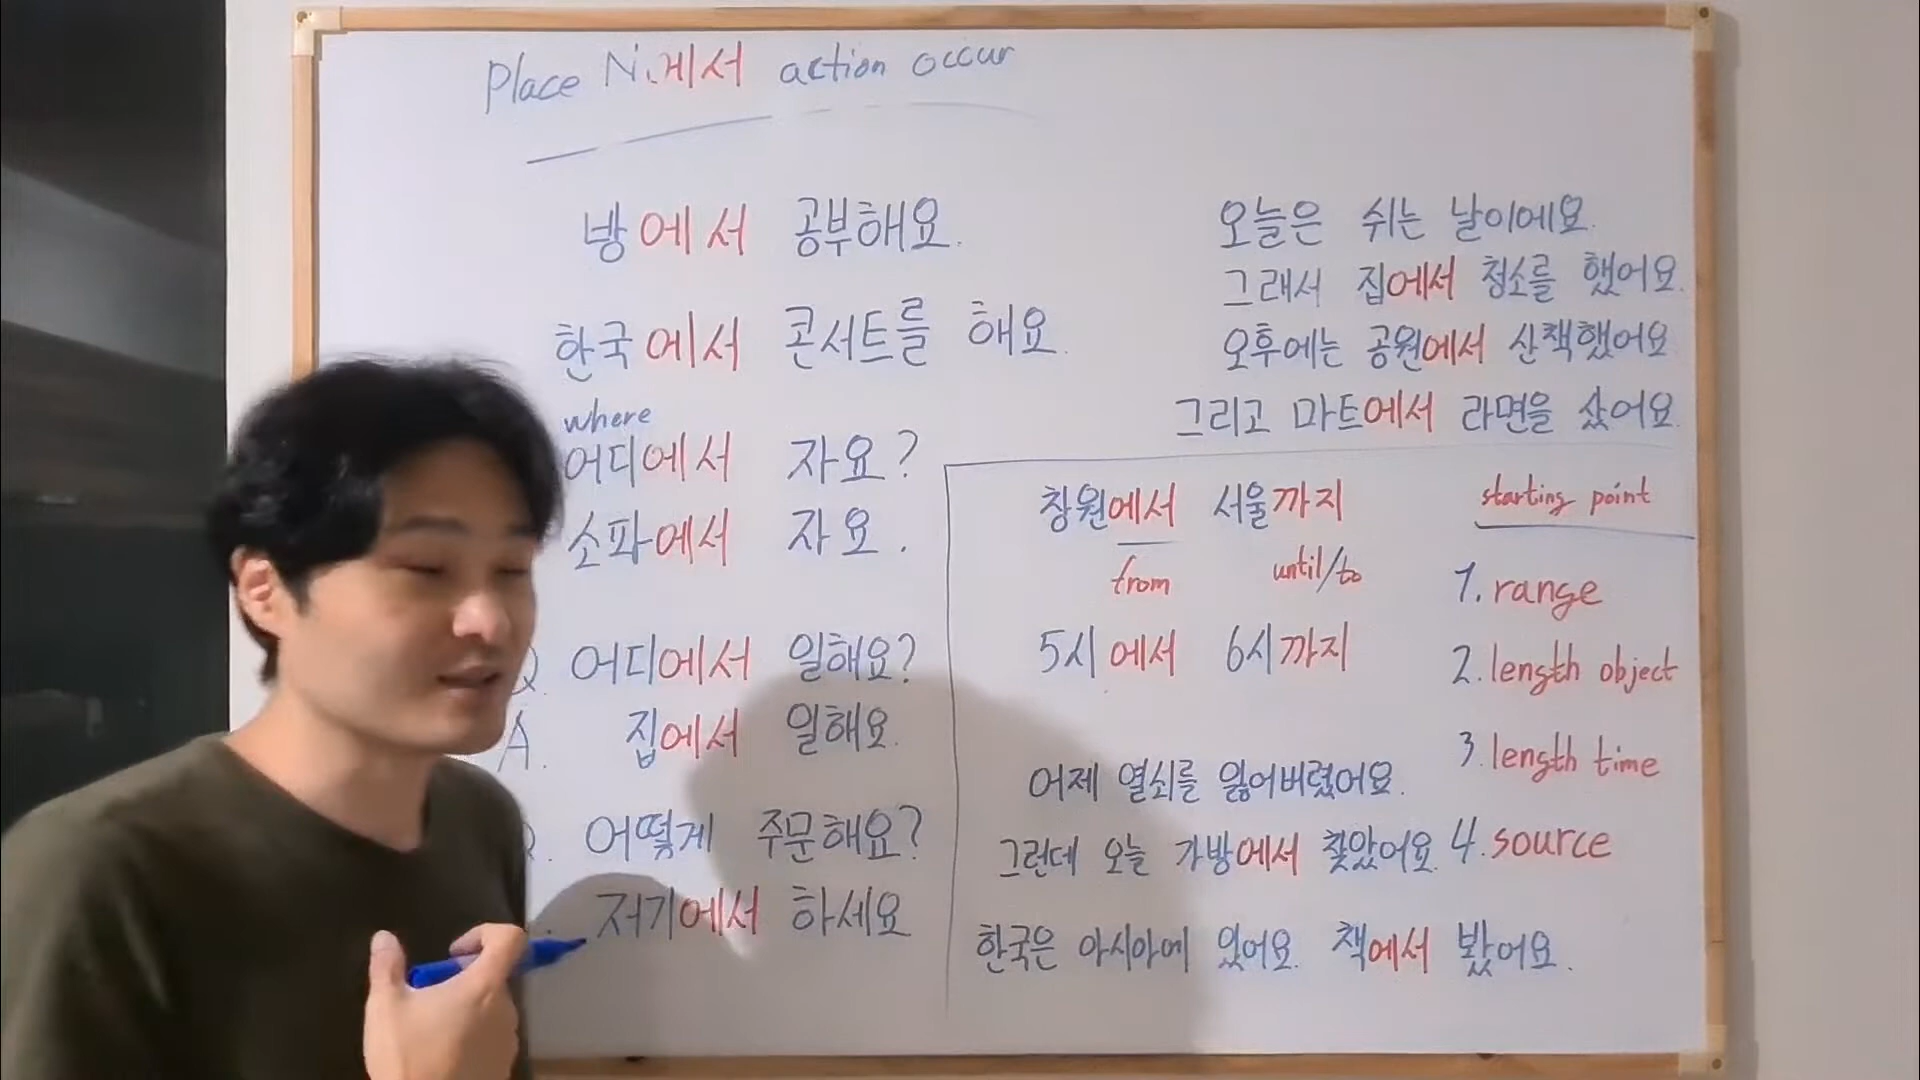 Place N에서 action occur
방에서 공부해요.
한국에서 콘서트를 해요.
where
어디에서 자요?
소파에서 자요.
Q. 어디에서 일해요?
A. 집에서 일해요.
Q. 어떻게 주문해요?
저기에서 하세요
오늘은 쉬는 날이에요.
그래서 집에서 청소를 했어요.
오후에는 공원에서 산책했어요
그리고 마트에서 라면을 샀어요.
창원에서 서울까지
from until/to
5시에서 6시까지
starting point
1. range
2. length object
3. length time
4. source
어제 열쇠를 잃어버렸어요.
그런데 오늘 가방에서 찾았어요.
한국은 아시아에 있어요. 책에서 봤어요.